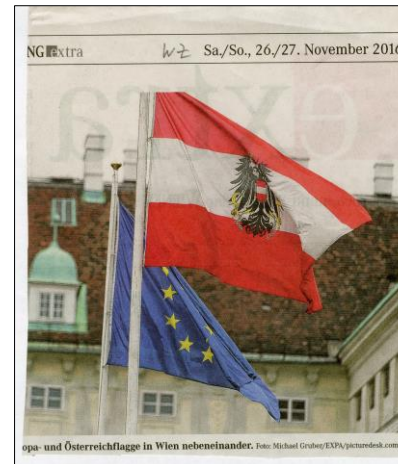 NG extra WZ Sa./So., 26./27. November 2016
extra
opa- und Österreichflagge in Wien nebeneinander. Foto: Michael Gruber/EXPA/picturedesk.com